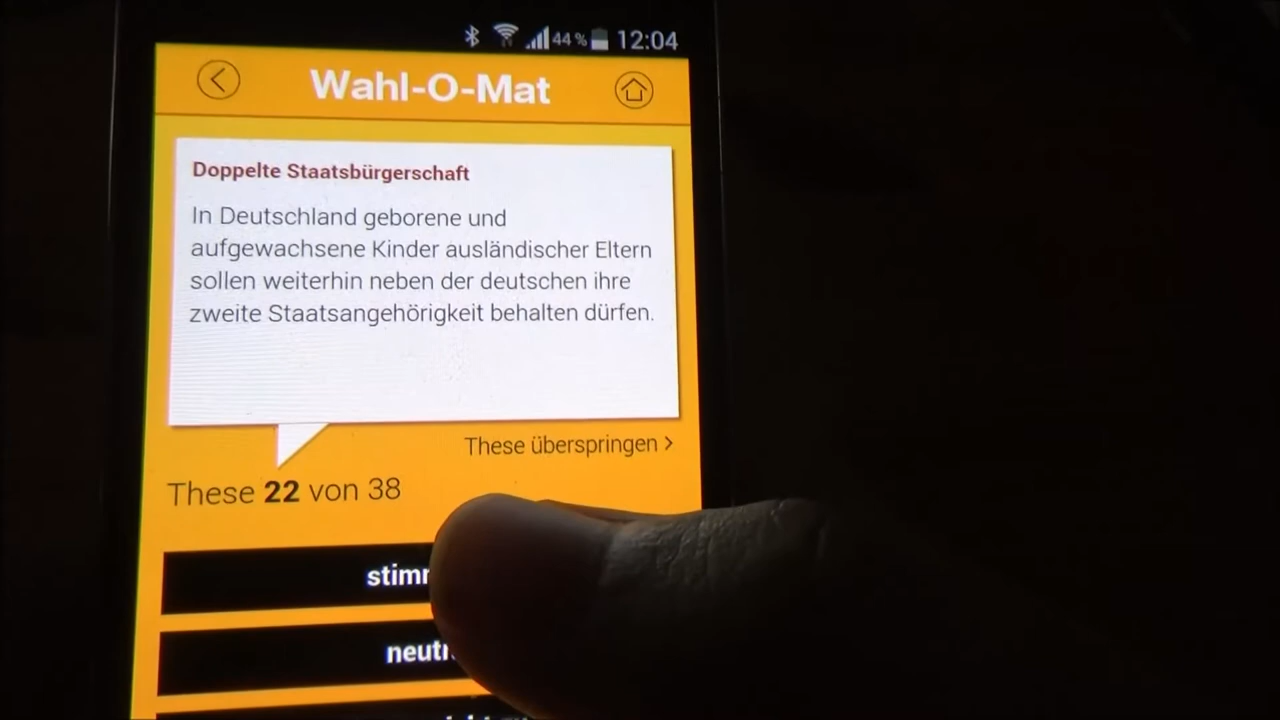 44 % 12:04
Wahl-O-Mat
Doppelte Staatsbürgerschaft
In Deutschland geborene und
aufgewachsene Kinder ausländischer Eltern
sollen weiterhin neben der deutschen ihre
zweite Staatsangehörigkeit behalten dürfen.
These überspringen >
These 22 von 38